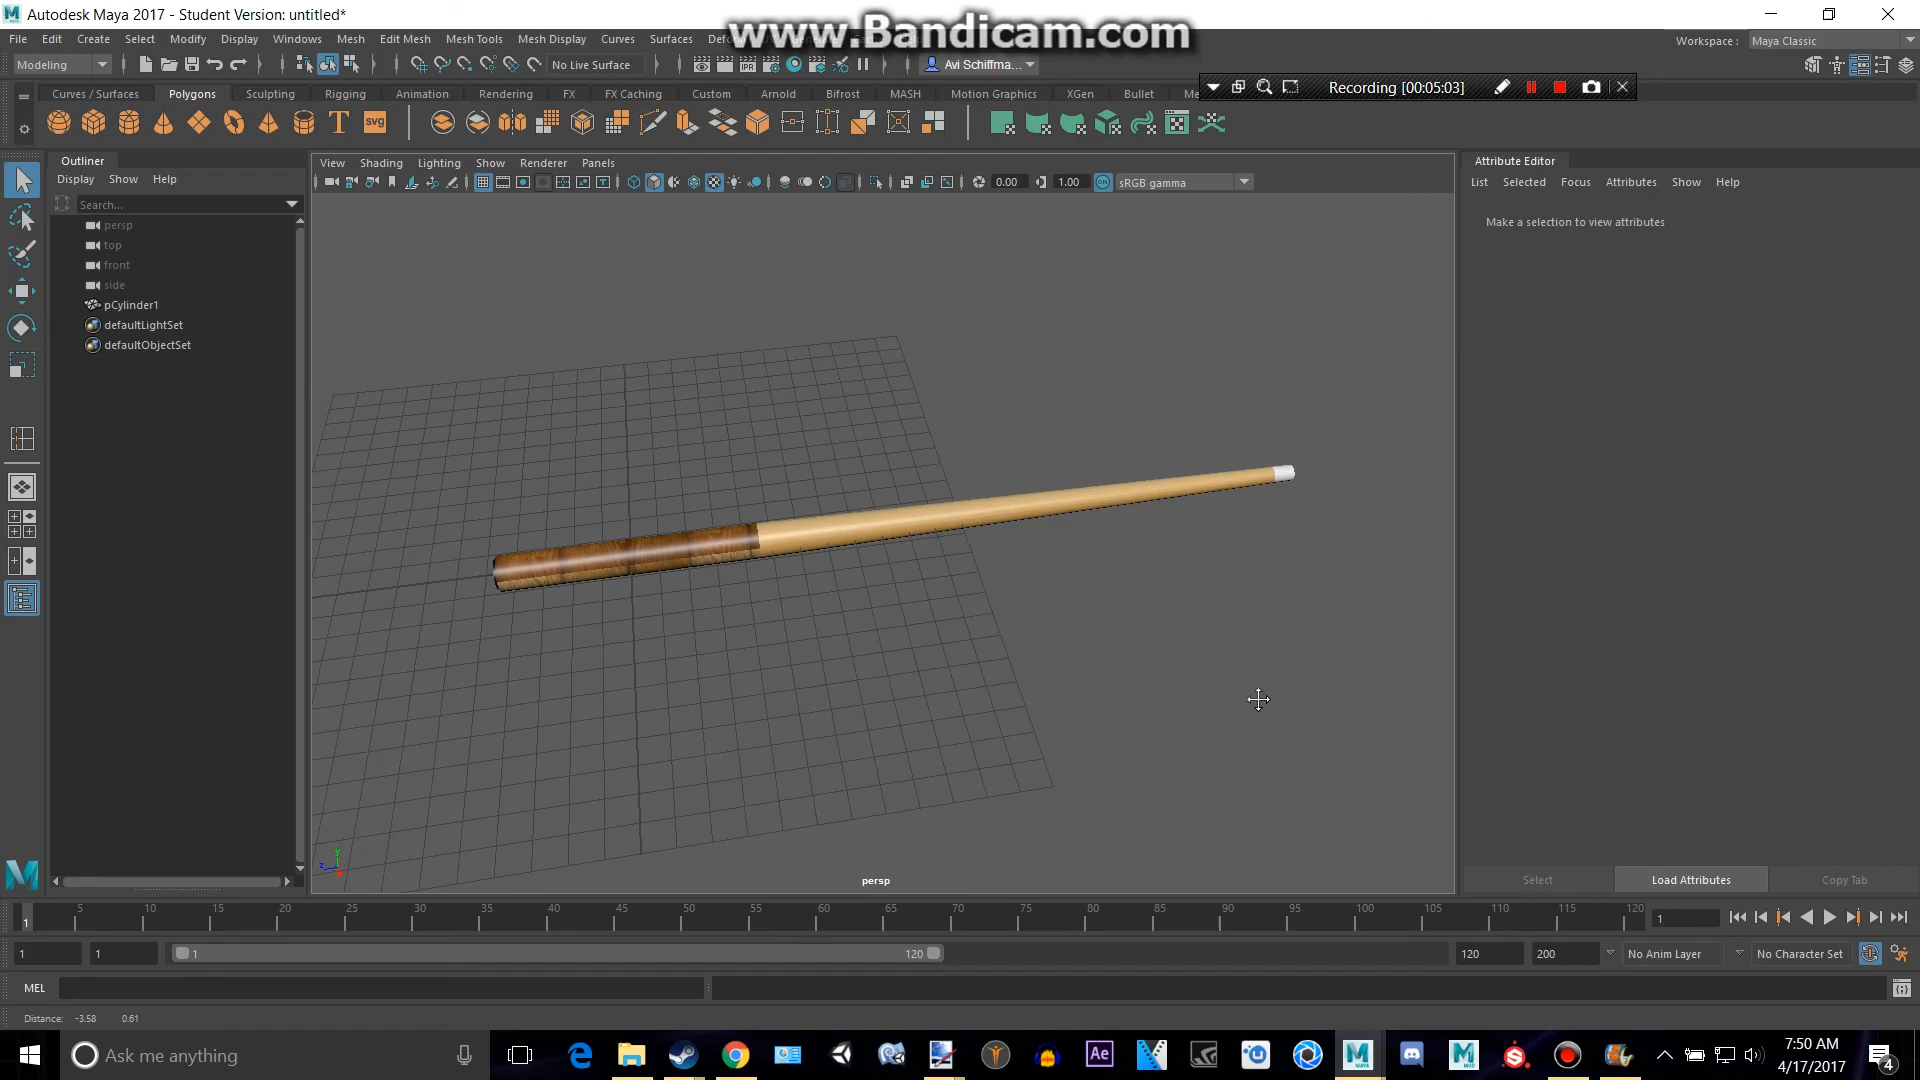 Autodesk Maya 2017 - Student Version: untitled*
www.Bandicam.com
File Edit Create Select Modify Display Windows Mesh Edit Mesh Mesh Tools Mesh Display Curves Surfaces
Workspace : Maya Classic
Modeling
No Live Surface
Avi Schiffma...
Recording [00:05:03]
Curves / Surfaces Polygons Sculpting Rigging Animation Rendering FX FX Caching Custom Arnold Bifrost MASH Motion Graphics XGen Bullet
T svg
Outliner
Display Show Help
Search...
persp
top
front
side
pCylinder1
defaultLightSet
defaultObjectSet
View Shading Lighting Show Renderer Panels
0.00 1.00 ON sRGB gamma
y
z
persp
Attribute Editor
List Selected Focus Attributes Show Help
Make a selection to view attributes
Select Load Attributes Copy Tab
1 5 10 15 20 25 30 35 40 45 50 55 60 65 70 75 80 85 90 95 100 105 110 115 120
1
1 1 1 120 120 200 No Anim Layer No Character Set
MEL
Distance: -3.58 0.61
Ask me anything
Ae
7:50 AM
4/17/2017
4